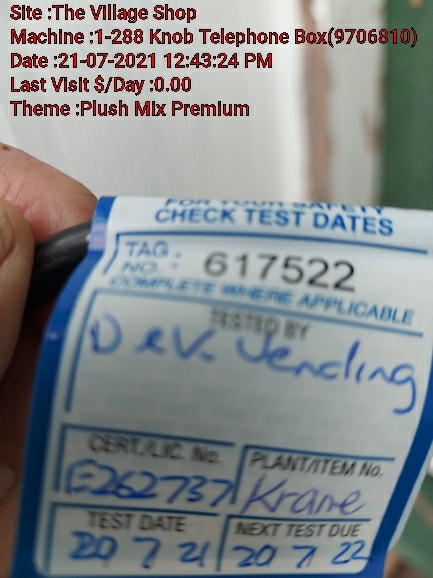 Site :The Village Shop
Machine :1-288 Knob Telephone Box(9706810)
Date :21-07-2021 12:43:24 PM
Last Visit $/Day :0.00
Theme :Plush Mix Premium
FOR YOUR SAFETY
CHECK TEST DATES
TAG NO. : 617522
COMPLETE WHERE APPLICABLE
TESTED BY
D & V. Vending
CERT./LIC. No. PLANT/ITEM No.
E262737 Krane
TEST DATE NEXT TEST DUE
20 7 21 20 7 22